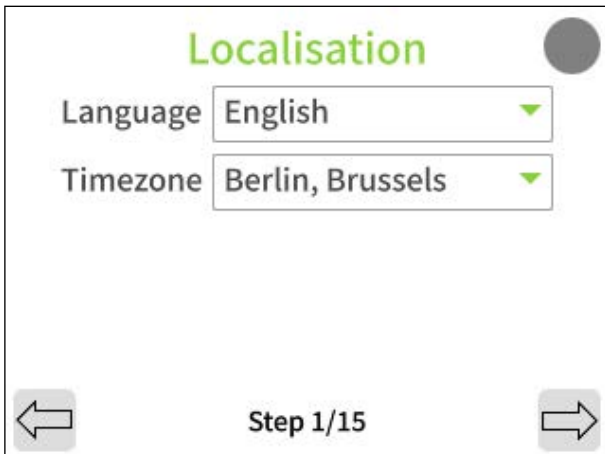 Localisation
Language English
Timezone Berlin, Brussels
Step 1/15